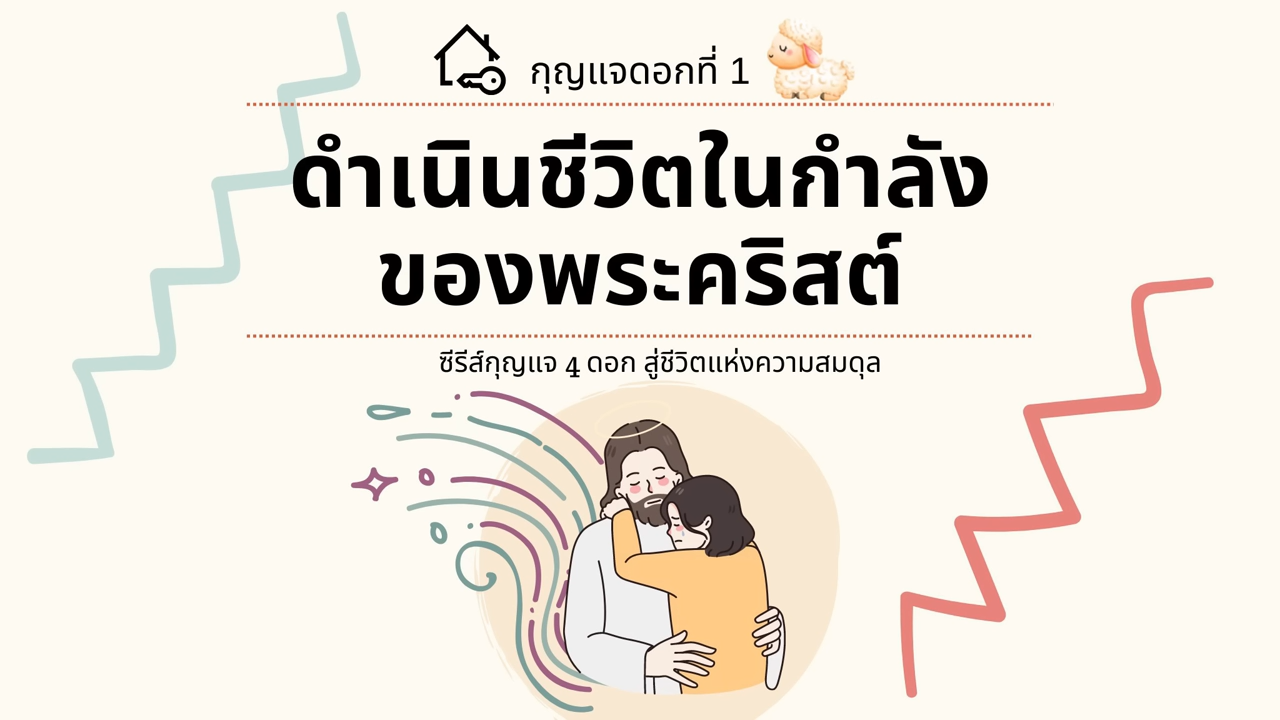 กุญแจดอกที่ 1
ดำเนินชีวิตในกำลัง
ของพระคริสต์
ซีรีส์กุญแจ 4 ดอก สู่ชีวิตแห่งความสมดุล